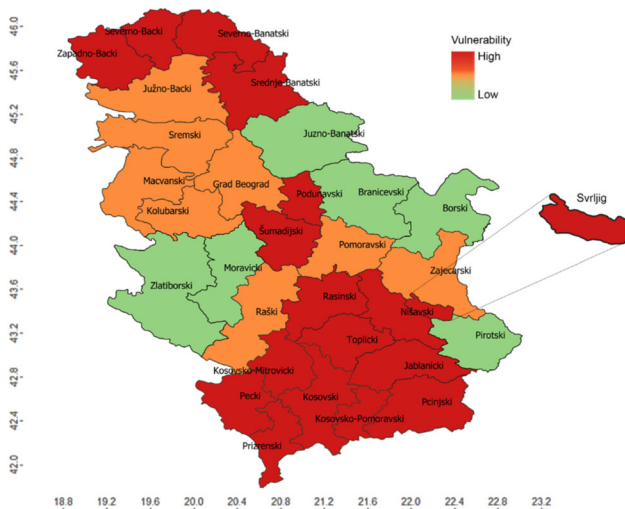 46.0
45.6
45.2
44.8
44.4
44.0
43.6
43.2
42.8
42.4
42.0
Vulnerability
High
Low
Severno-Backi
Severno-Banatski
Zapadno-Backi
Srednje-Banatski
Južno-Backi
Juzno-Banatski
Sremski
Macvanski
Grad Beograd
Podunavski
Branicevski
Svrljig
Kolubarski
Borski
Šumadijski
Pomoravski
Moravicki
Zajecarski
Zlatiborski
Rasinski
Raški
Nišavski
Toplicki
Pirotski
Jablanicki
Kosovsko-Mitrovicki
Pecki
Kosovski
Pcinjski
Kosovsko-Pomoravski
Prizrenski
18.8 19.2 19.6 20.0 20.4 20.8 21.2 21.6 22.0 22.4 22.8 23.2